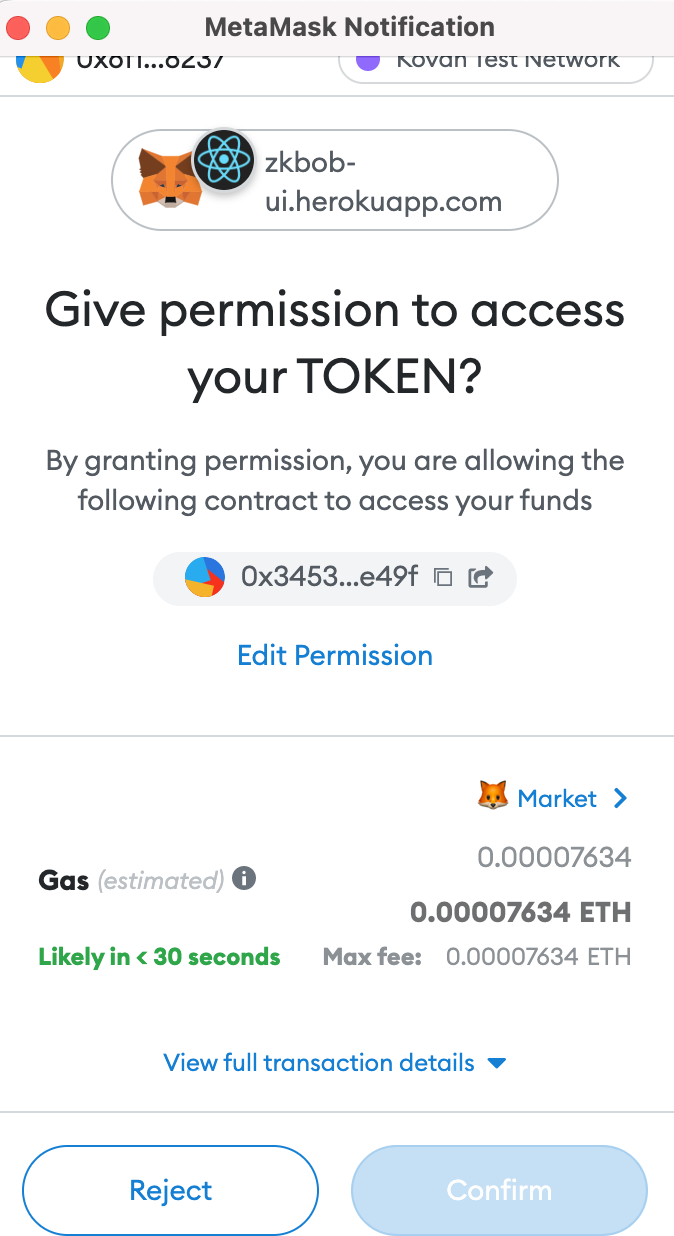 MetaMask Notification
Kovan Test Network
zkbob-
ui.herokuapp.com
Give permission to access
your TOKEN?
By granting permission, you are allowing the
following contract to access your funds
0x3453...e49f
Edit Permission
Market
0.00007634
Gas (estimated)
0.00007634 ETH
Likely in < 30 seconds Max fee: 0.00007634 ETH
View full transaction details
Reject Confirm